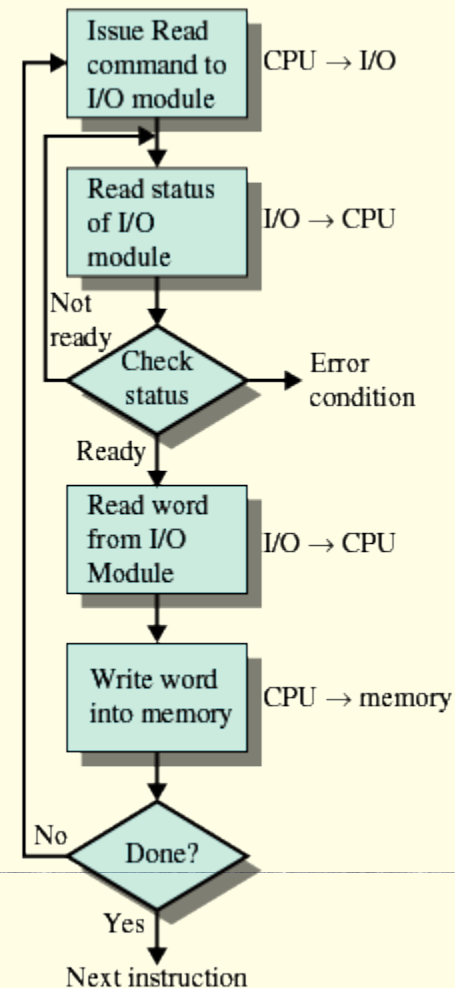 Issue Read
command to
I/O module
CPU → I/O
Read status
of I/O
module
I/O → CPU
Not
ready
Check
status
Error
condition
Ready
Read word
from I/O
Module
I/O → CPU
Write word
into memory
CPU → memory
No
Done?
Yes
Next instruction